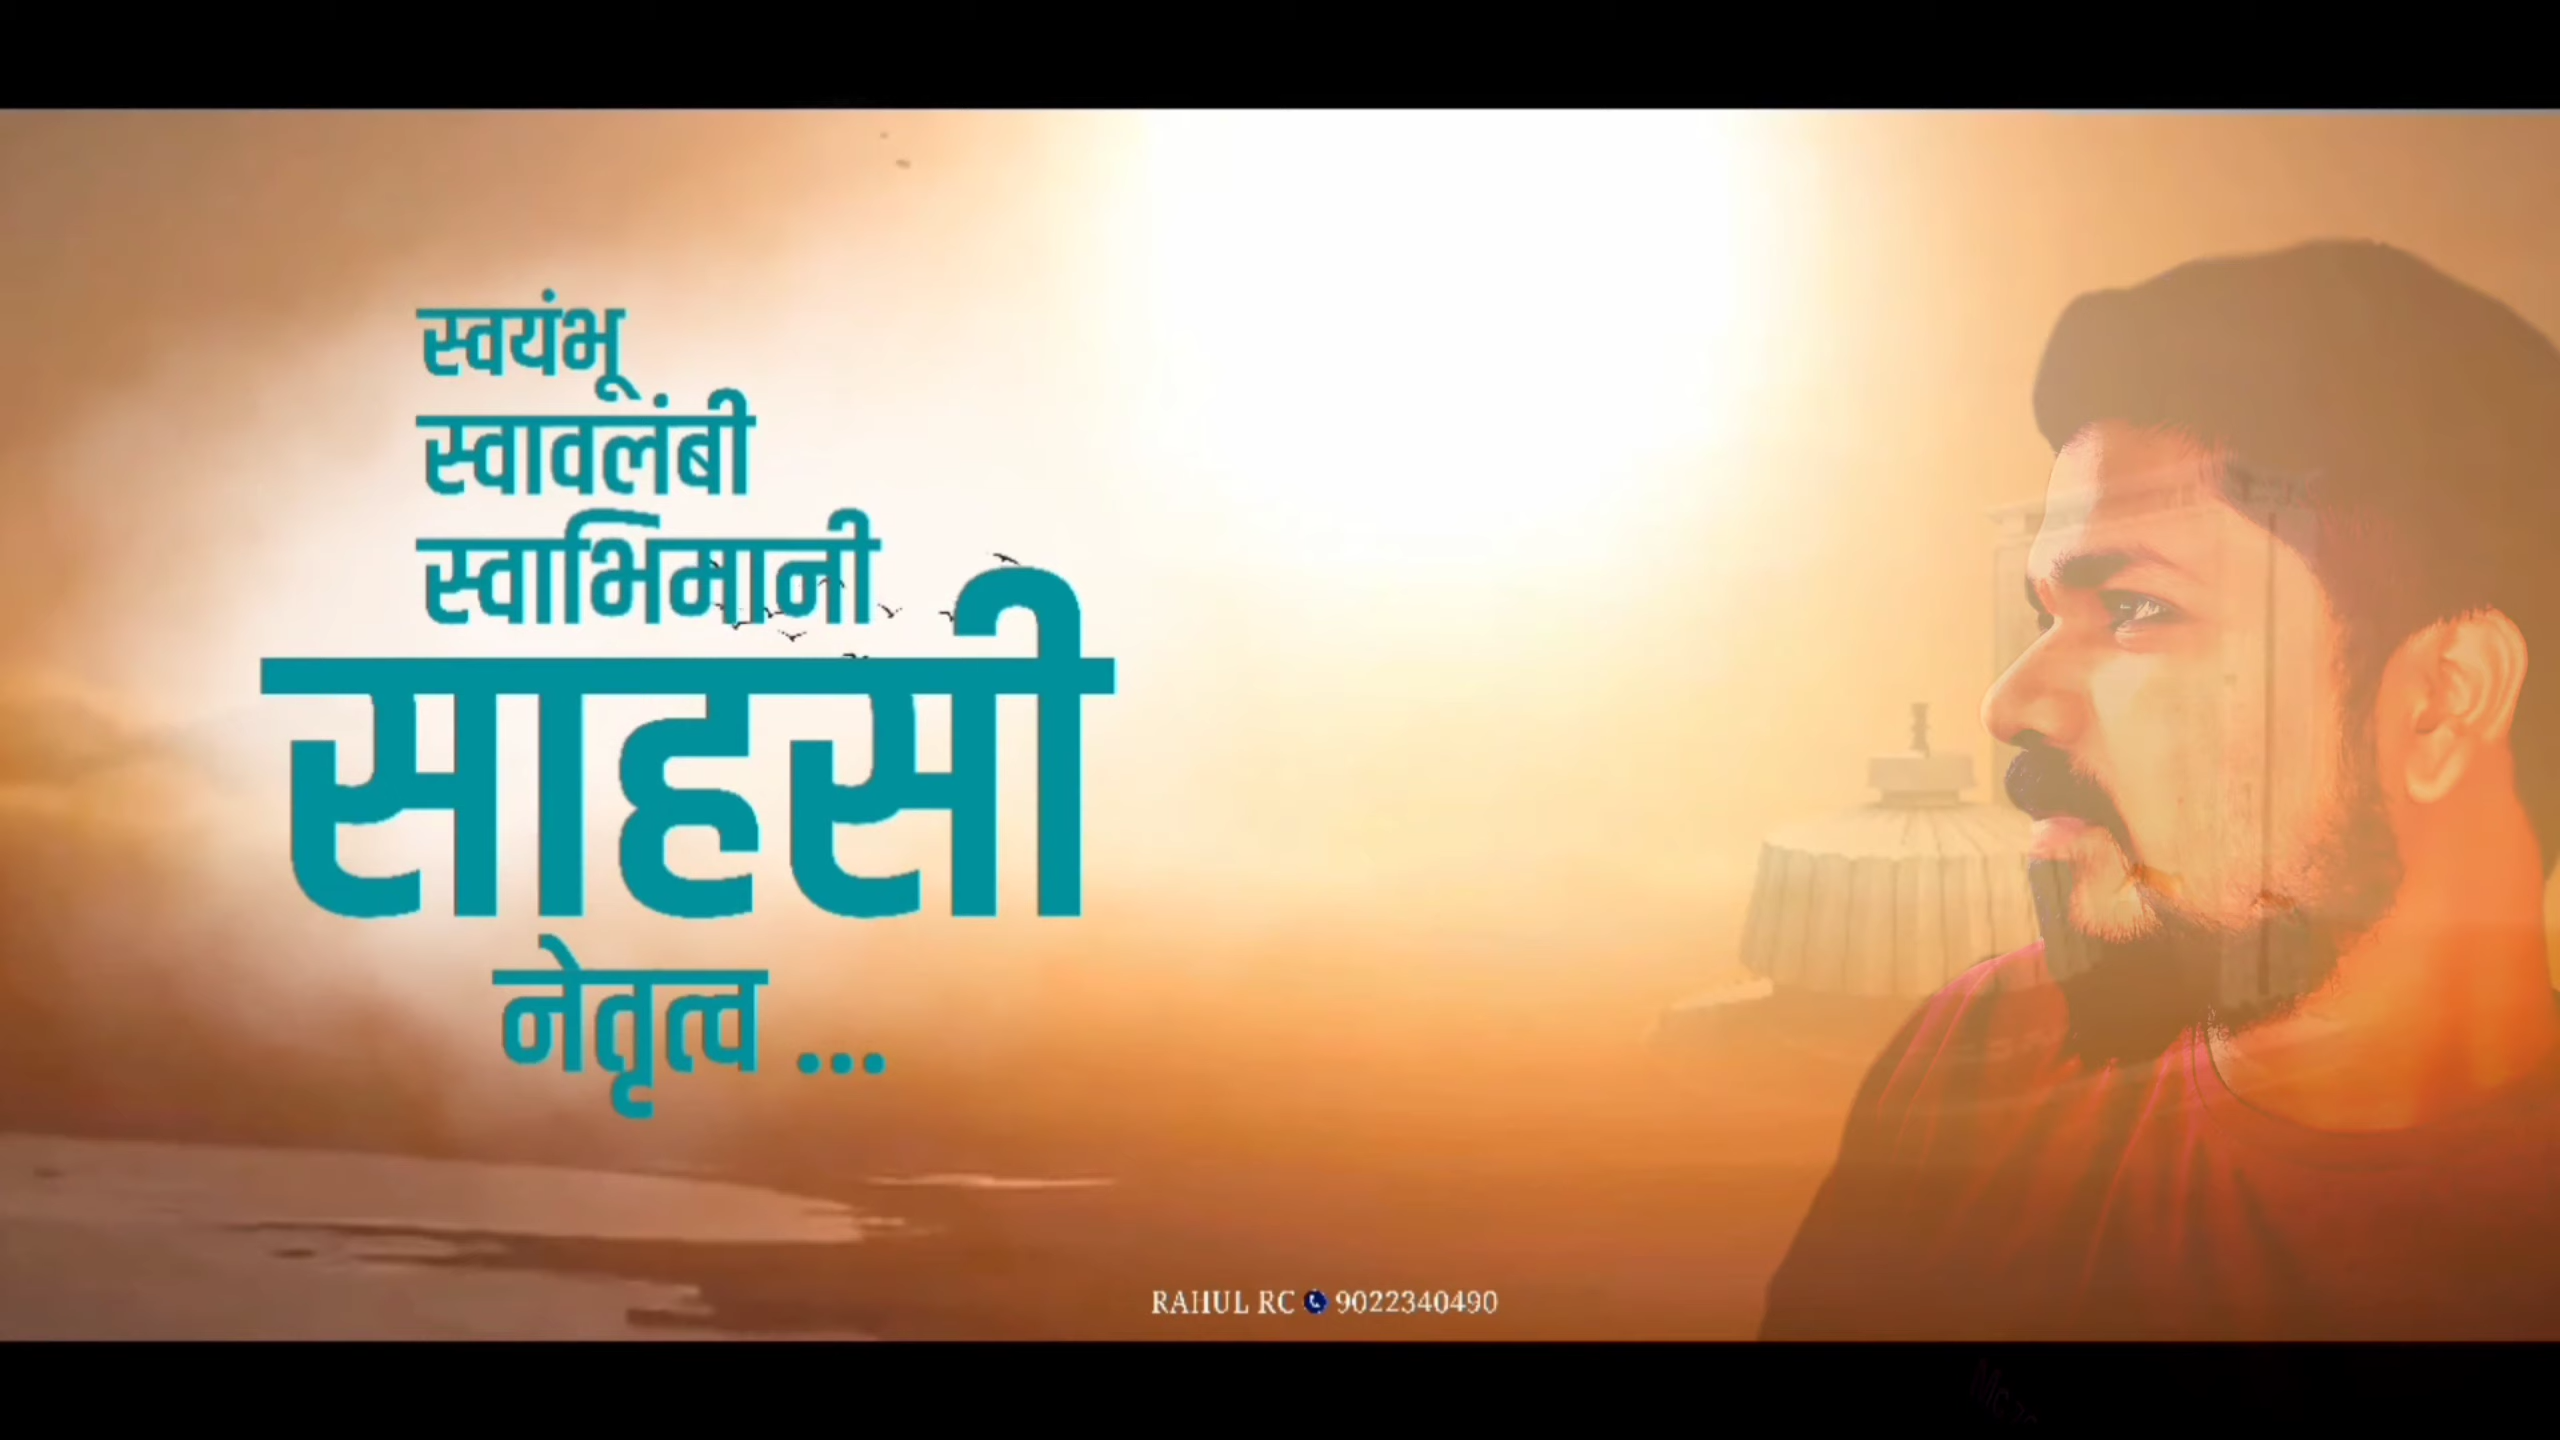 स्वयंभू
स्वावलंबी
स्वाभिमानी
साहसी
नेतृत्व ...
RAHUL RC 9022340490